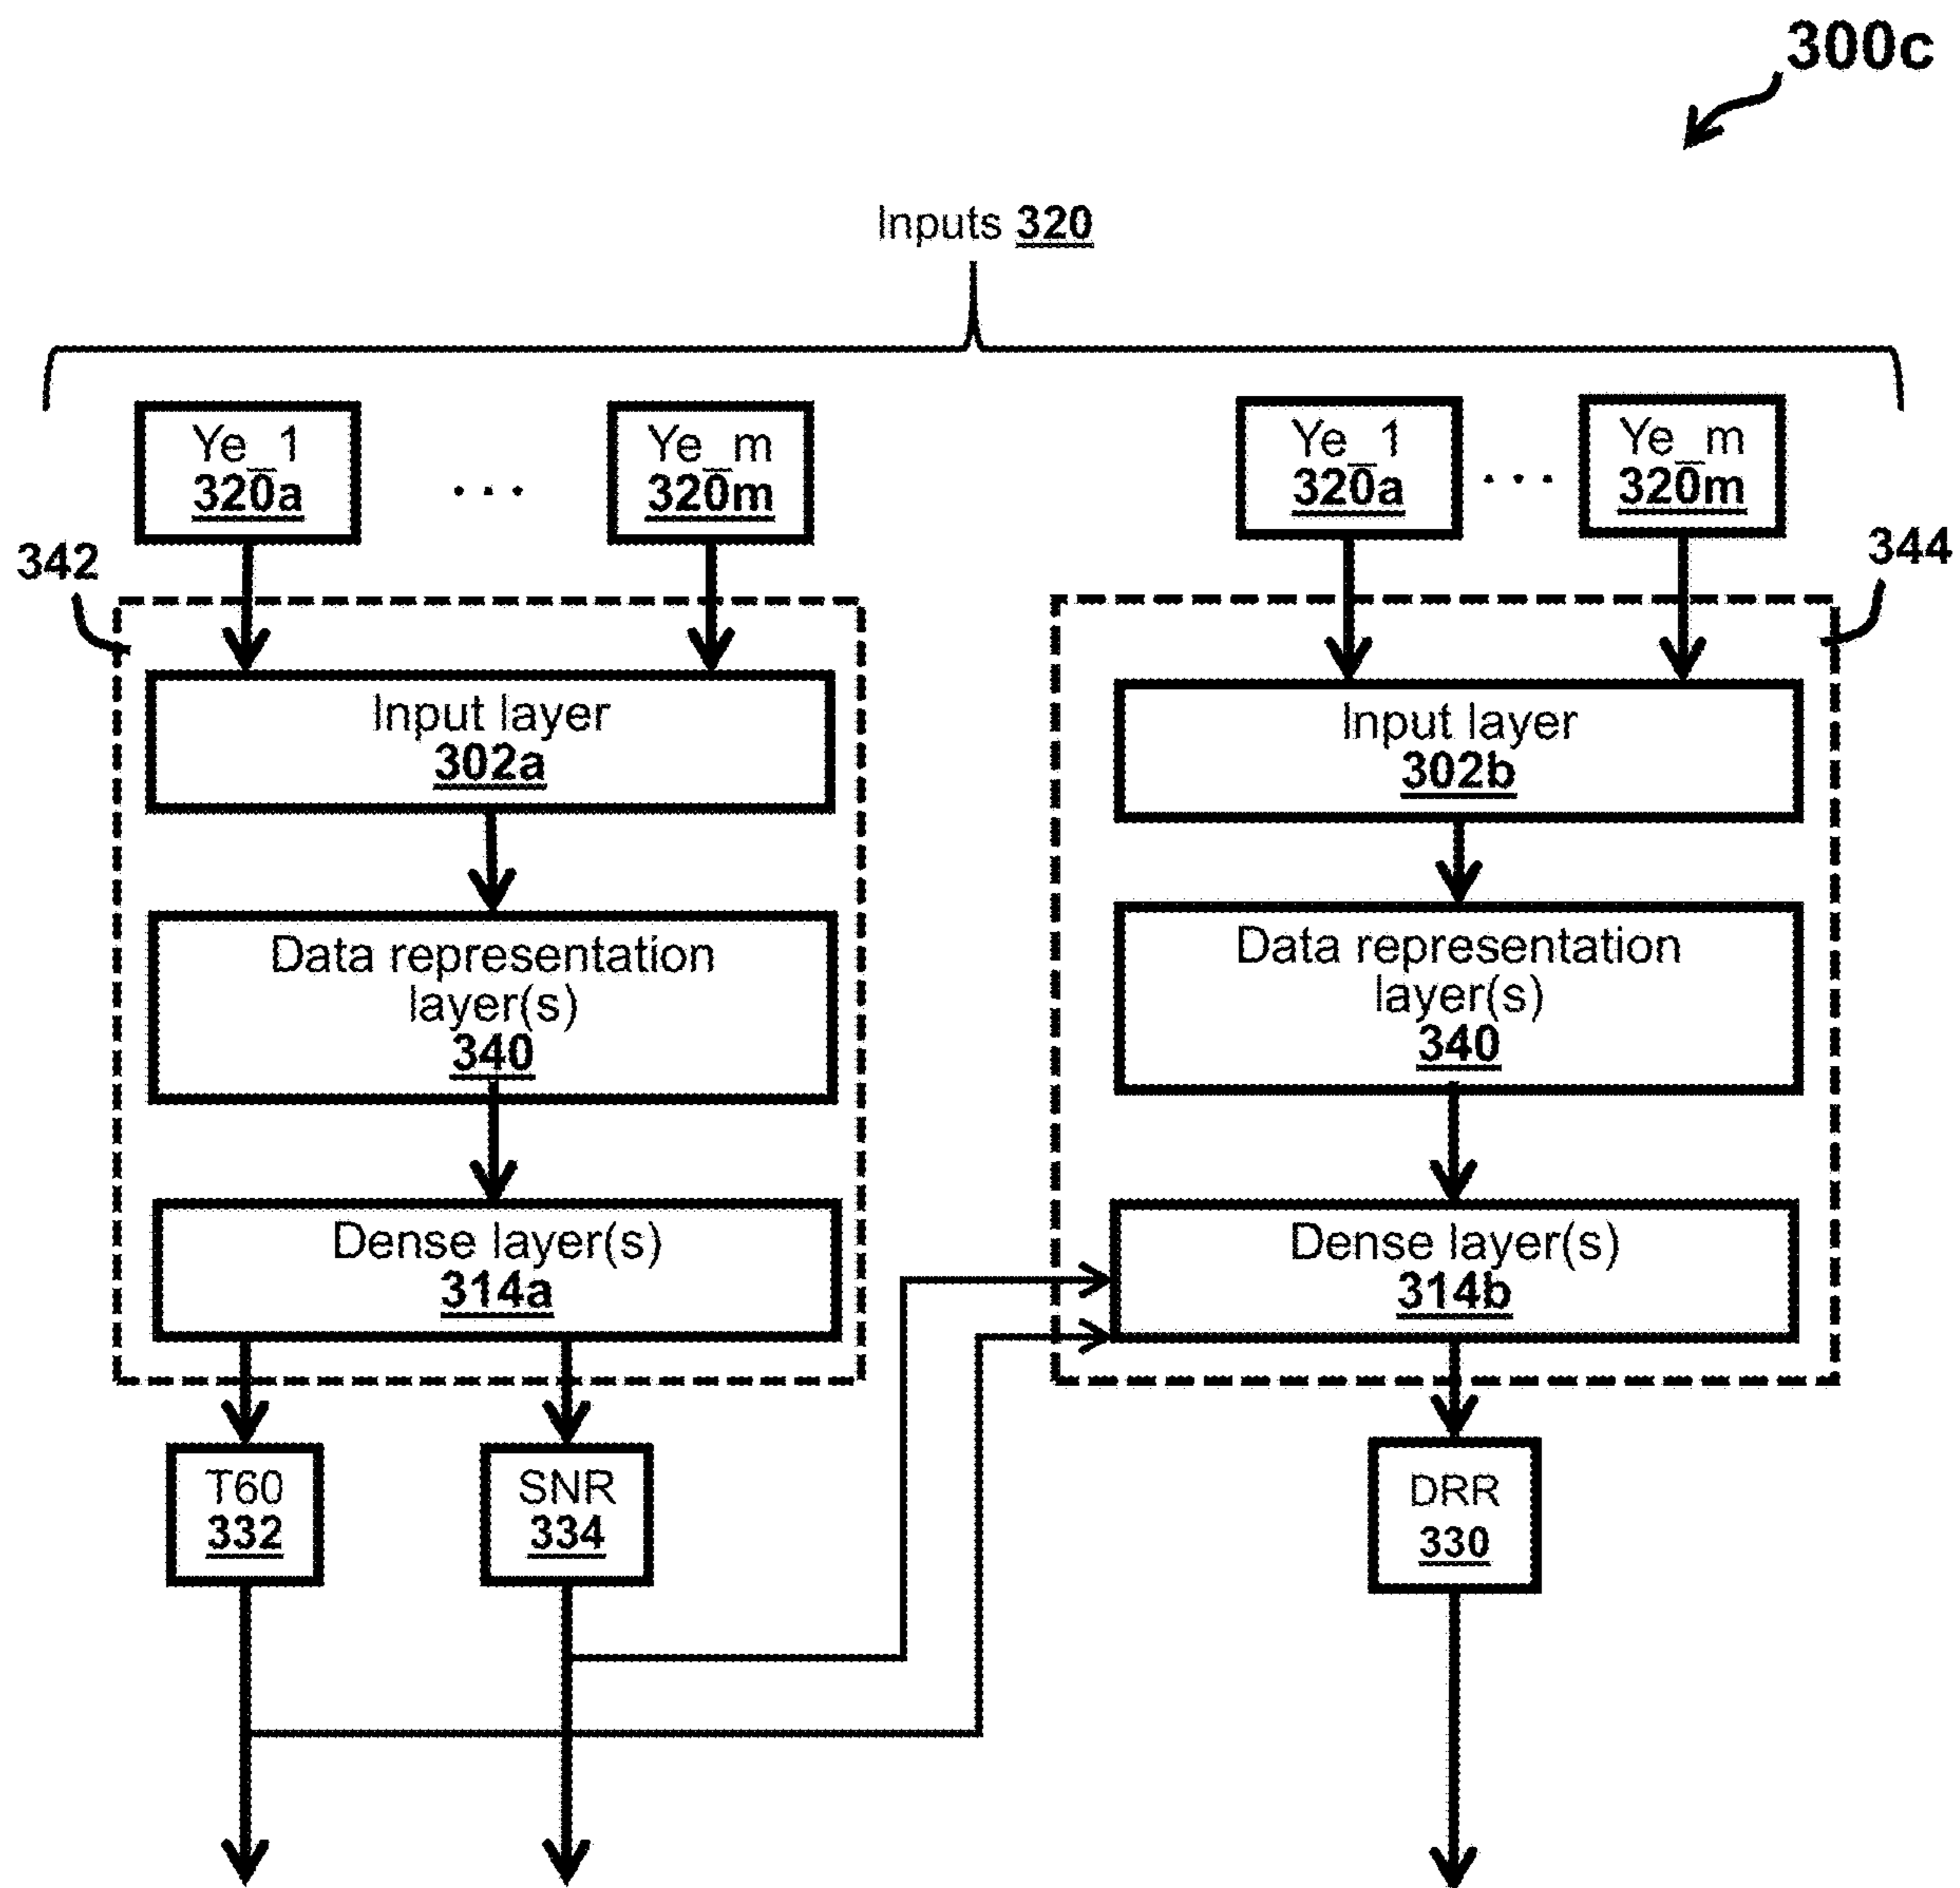 300c
Inputs 320
Ye_1
320a
. . .
Ye_m
320m
Ye_1
320a
. . .
Ye_m
320m
342
344
Input layer
302a
Input layer
302b
Data representation
layer(s)
340
Data representation
layer(s)
340
Dense layer(s)
314a
Dense layer(s)
314b
T60
332
SNR
334
DRR
330